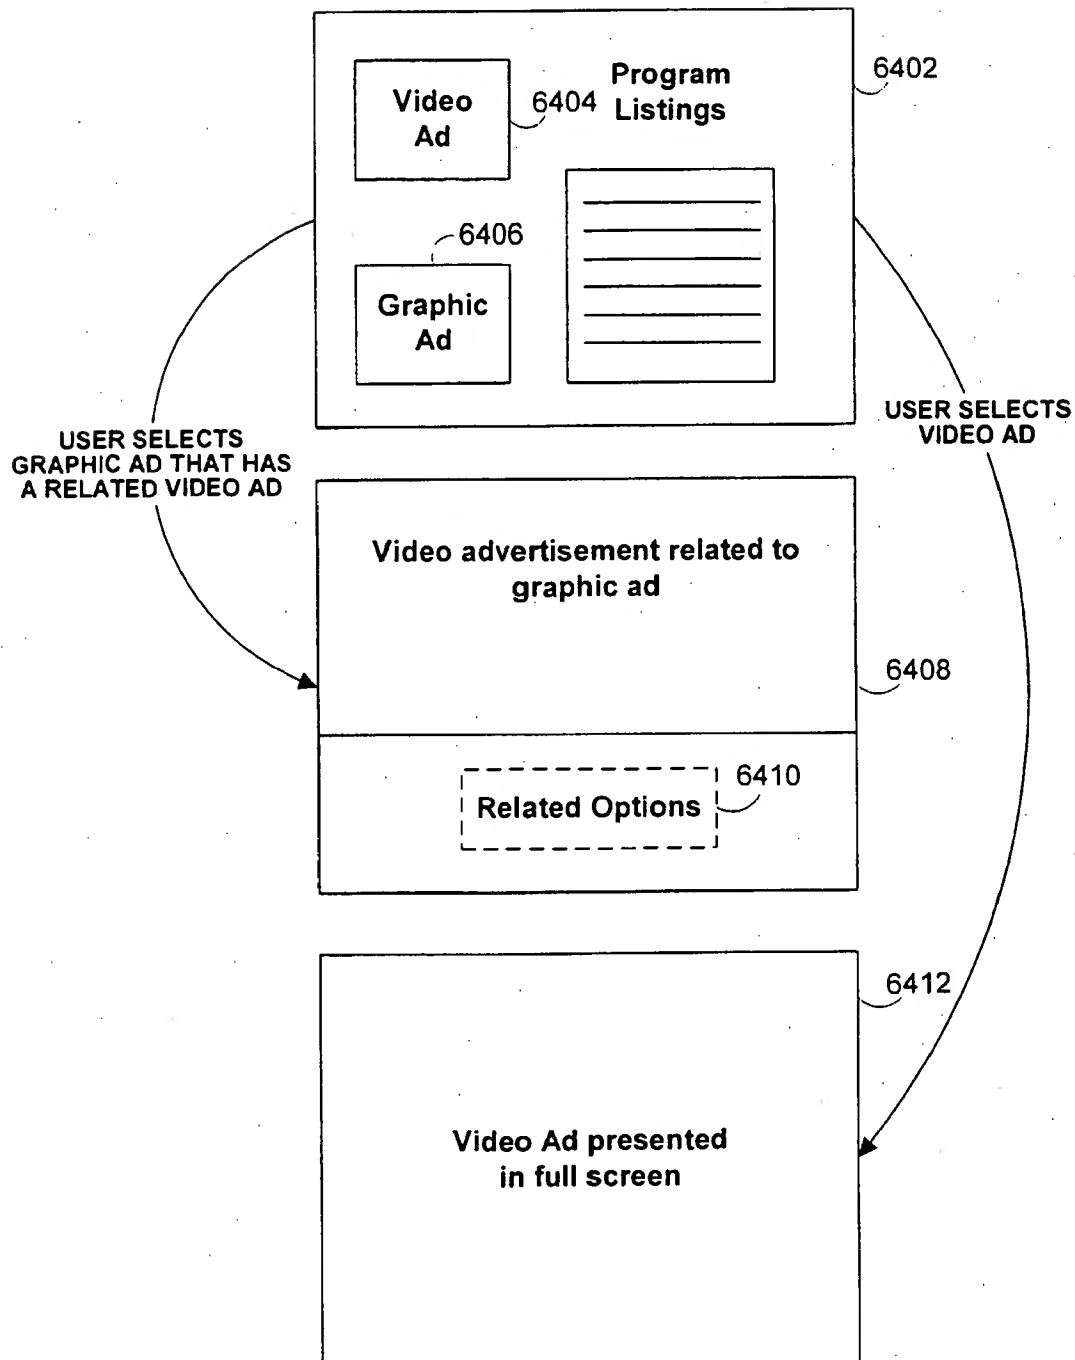 Program
Listings
6402
Video
Ad
6404
6406
Graphic
Ad
USER SELECTS
GRAPHIC AD THAT HAS
A RELATED VIDEO AD
USER SELECTS
VIDEO AD
Video advertisement related to
graphic ad
6408
Related Options
6410
6412
Video Ad presented
in full screen